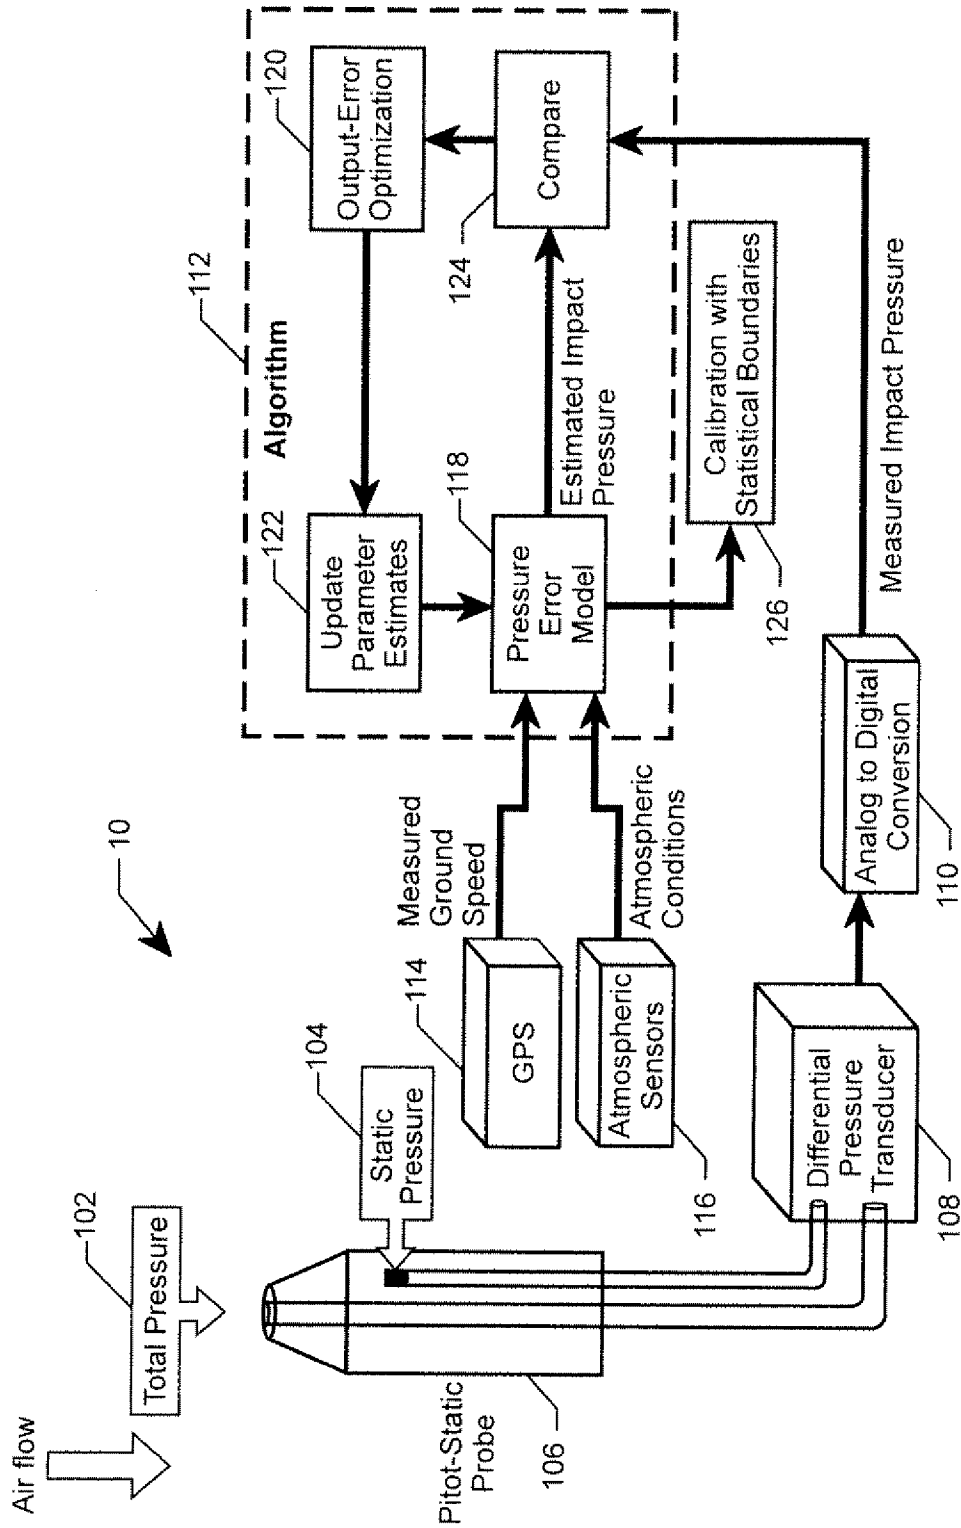 10
Air flow
Total Pressure
102
Static
Pressure
104
Pitot-Static
Probe
106
Differential
Pressure
Transducer
108
Analog to Digital
Conversion
110
Measured Impact Pressure
GPS
114
Measured
Ground
Speed
Atmospheric
Sensors
116
Atmospheric
Conditions
112
Algorithm
Update
Parameter
Estimates
122
Output-Error
Optimization
120
Pressure
Error
Model
118
Estimated Impact
Pressure
Compare
124
Calibration with
Statistical Boundaries
126